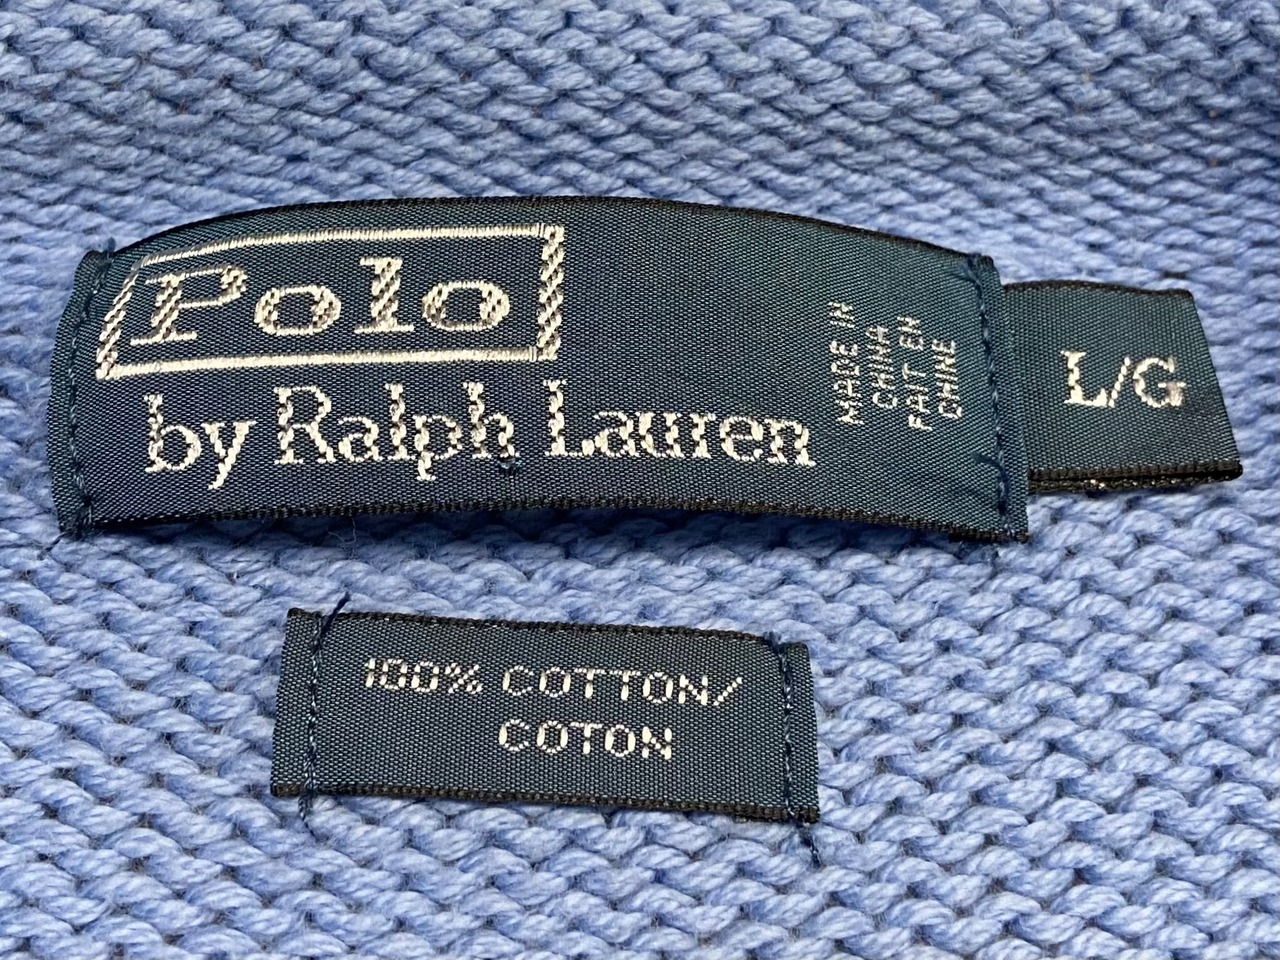 Polo
by Ralph Lauren
MADE IN
CHINA
FAIT EN
CHINE
L/G
100% COTTON/
COTON